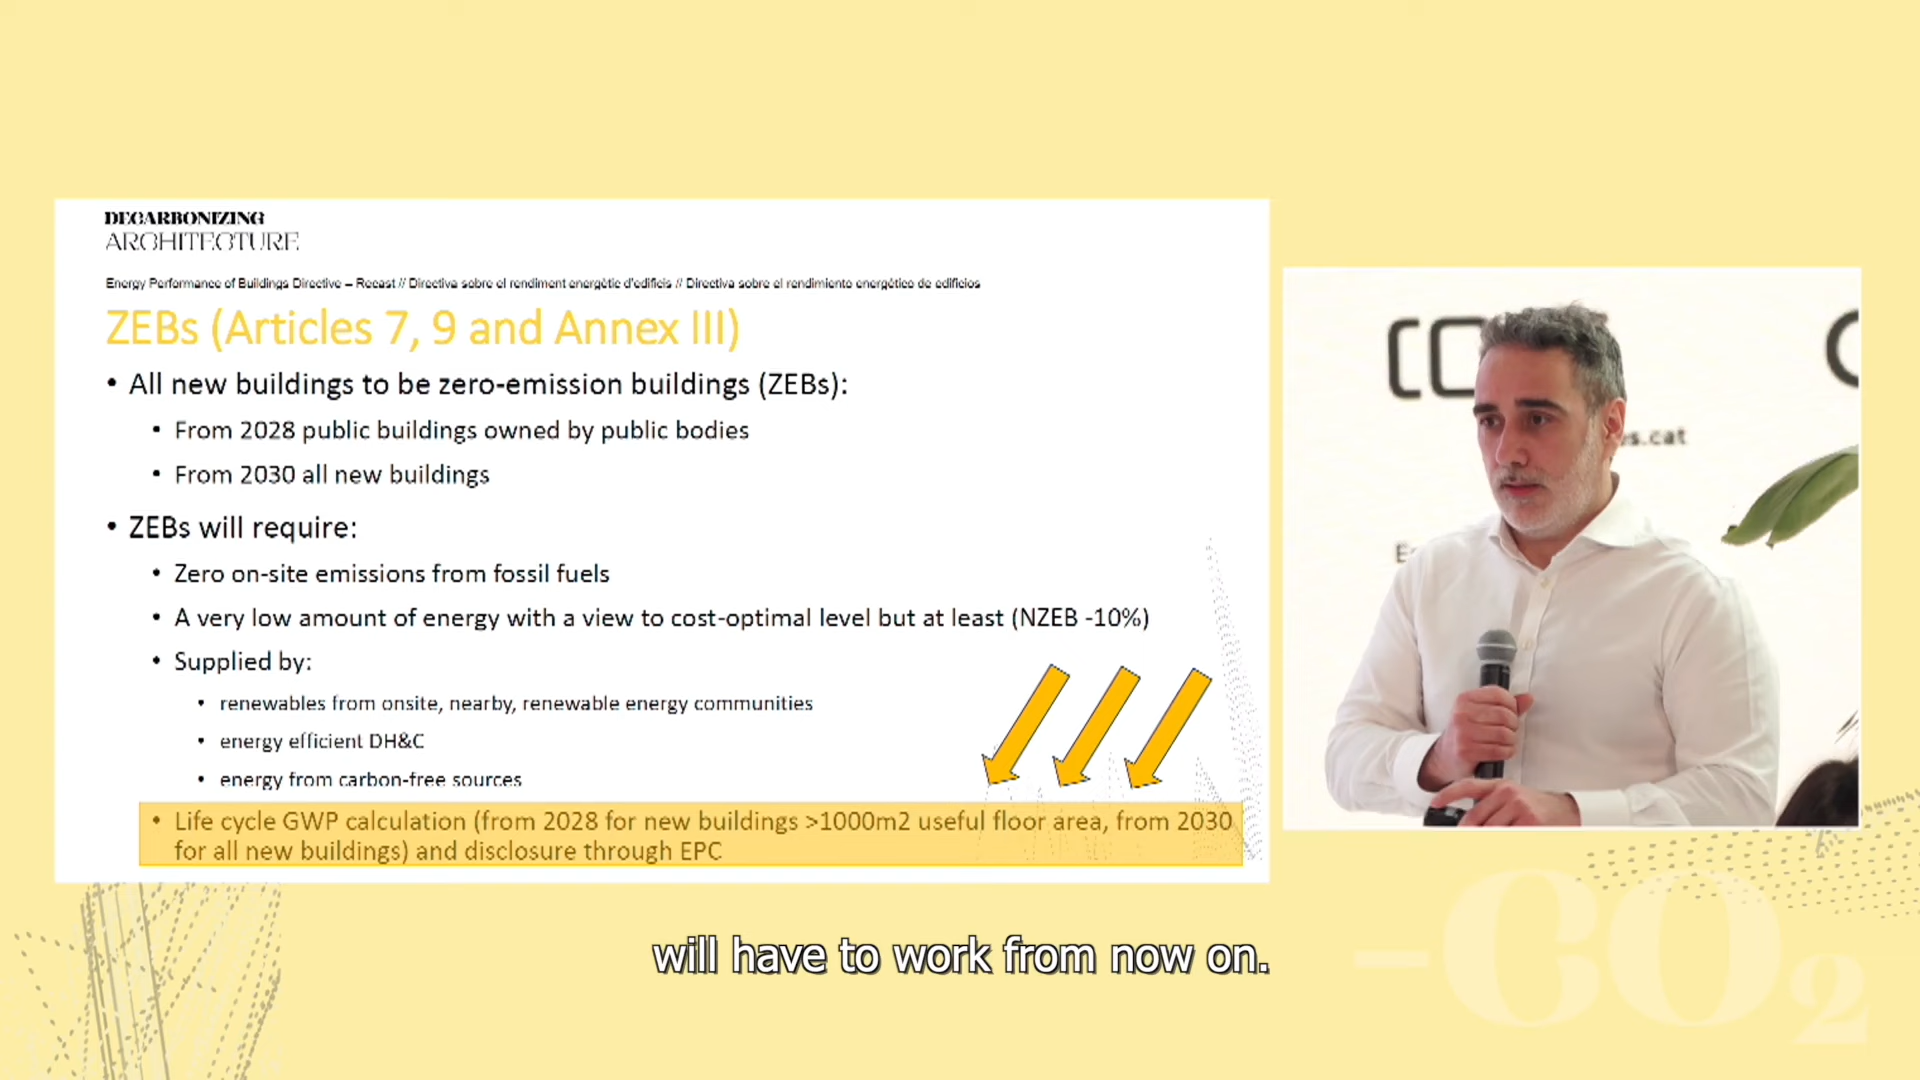 DECARBONIZING
ARCHITECTURE
Energy Performance of Buildings Directive – Recast // Directiva sobre el rendiment energètic d'edificis // Directiva sobre el rendimiento energético de edificios
ZEBs (Articles 7, 9 and Annex III)
• All new buildings to be zero-emission buildings (ZEBs):
• From 2028 public buildings owned by public bodies
• From 2030 all new buildings
• ZEBs will require:
• Zero on-site emissions from fossil fuels
• A very low amount of energy with a view to cost-optimal level but at least (NZEB -10%)
• Supplied by:
• renewables from onsite, nearby, renewable energy communities
• energy efficient DH&C
• energy from carbon-free sources
• Life cycle GWP calculation (from 2028 for new buildings >1000m2 useful floor area, from 2030
for all new buildings) and disclosure through EPC
s.cat
will have to work from now on.
-CO2